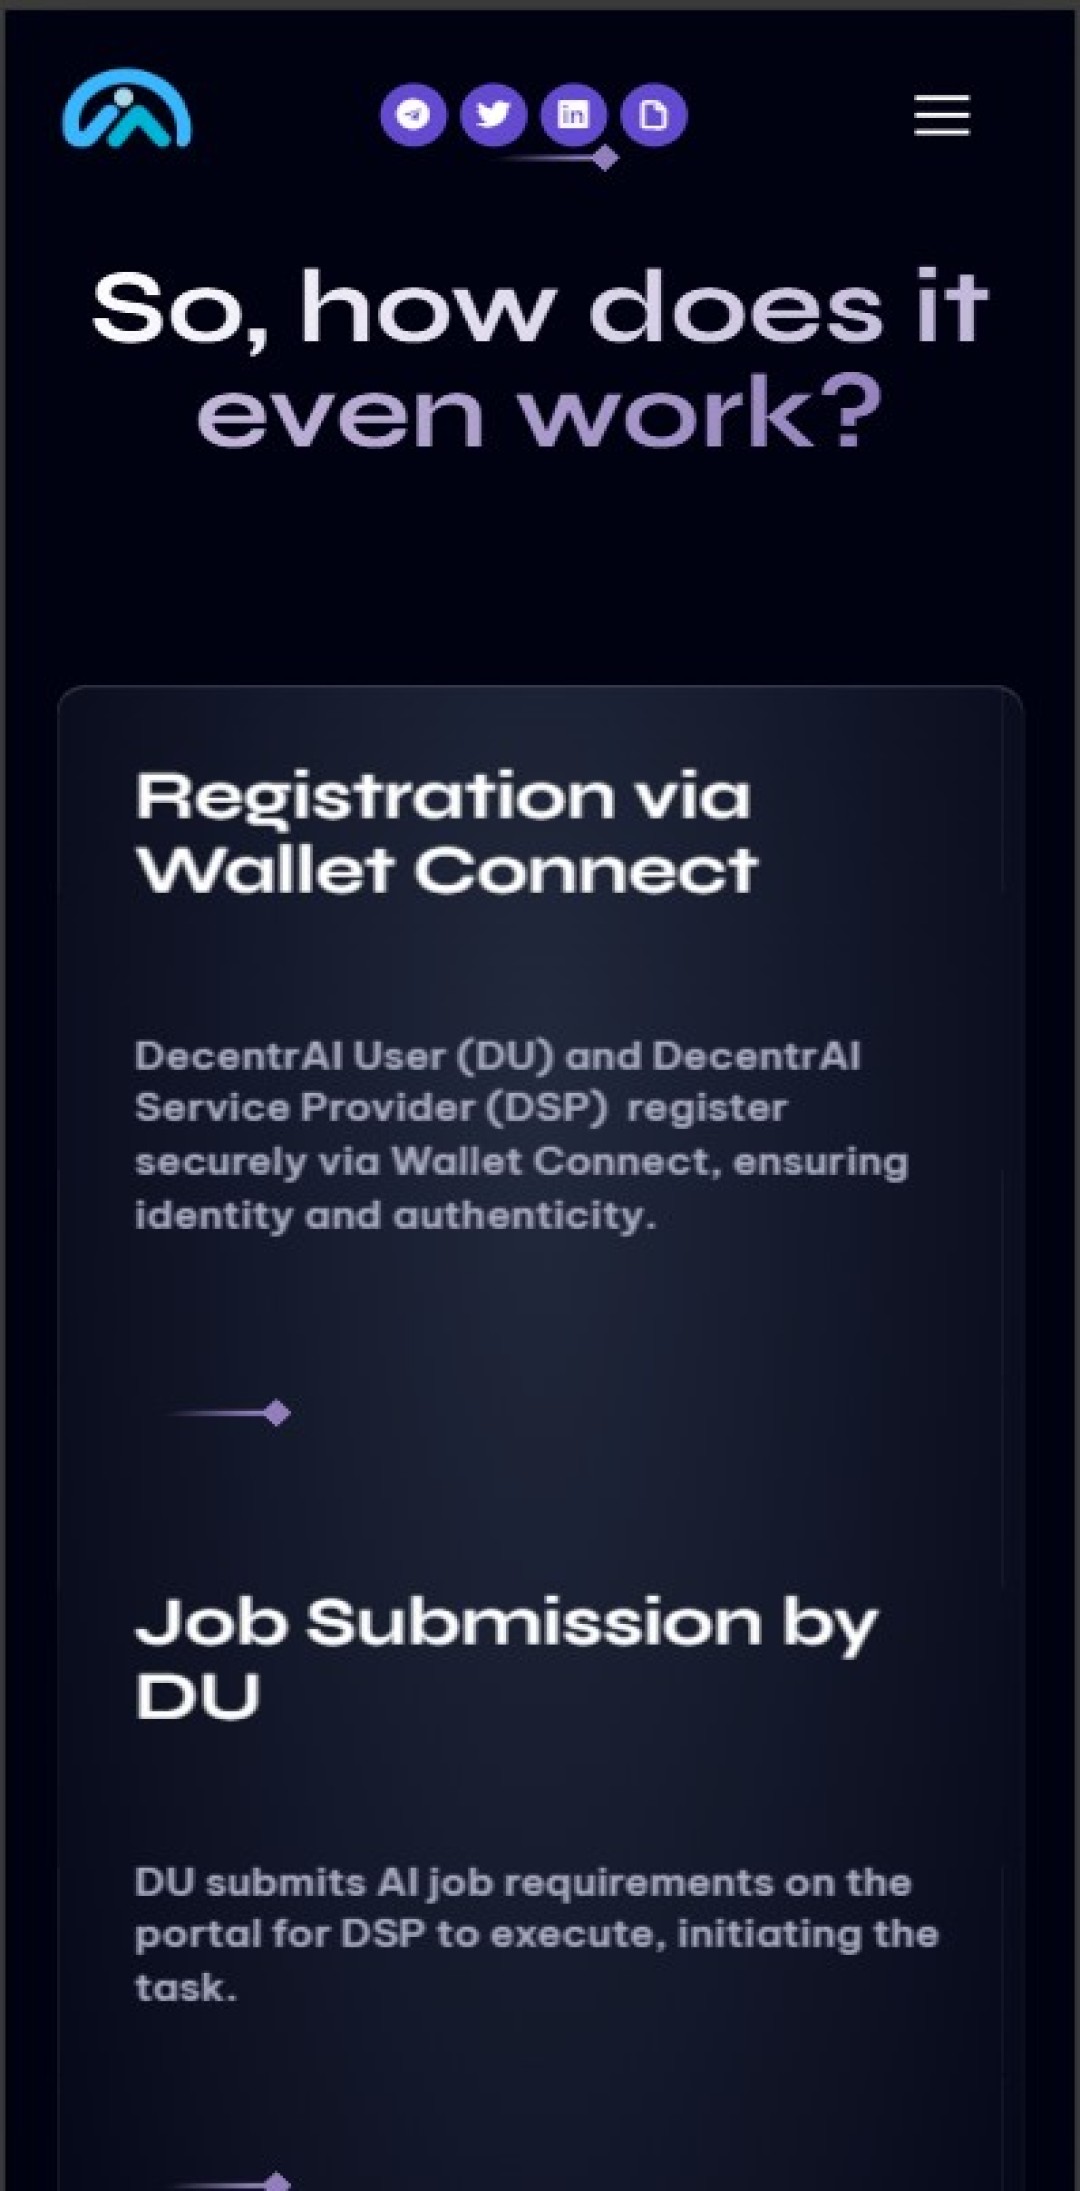 So, how does it
even work?
Registration via
Wallet Connect
DecentrAI User (DU) and DecentrAI
Service Provider (DSP)  register
securely via Wallet Connect, ensuring
identity and authenticity.
Job Submission by
DU
DU submits AI job requirements on the
portal for DSP to execute, initiating the
task.